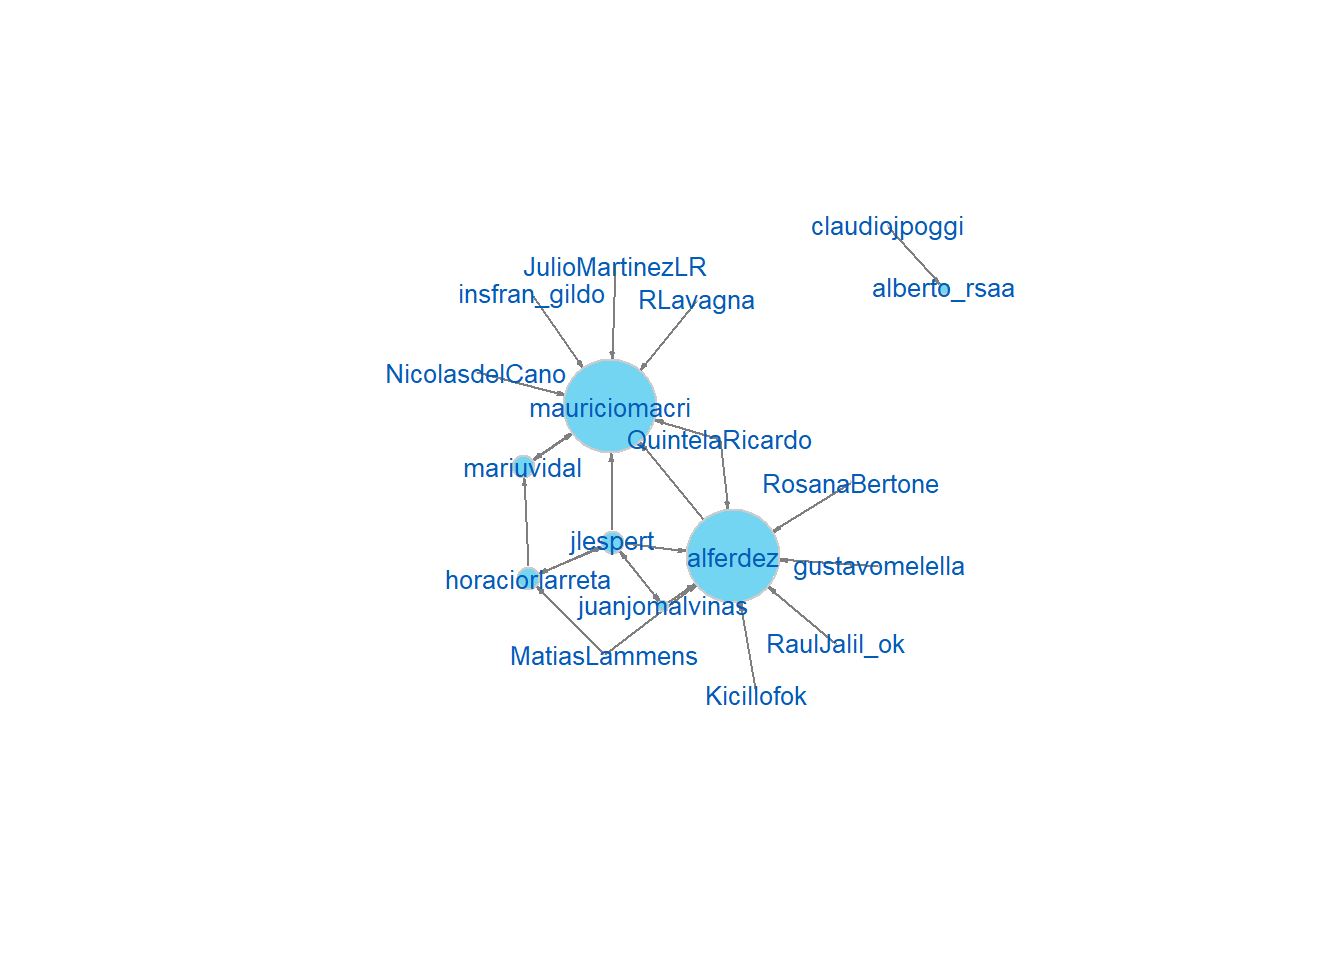 claudiojpoggi
JulioMartinezLR
alberto_rsaa
insfran_gildo
RLavagna
NicolasdelCano
mauriciomacri
QuintelaRicardo
mariuvidal
RosanaBertone
jlespert
alferdez
gustavomelella
horaciorlarreta
juanjomalvinas
RaulJalil_ok
MatiasLammens
Kicillofok